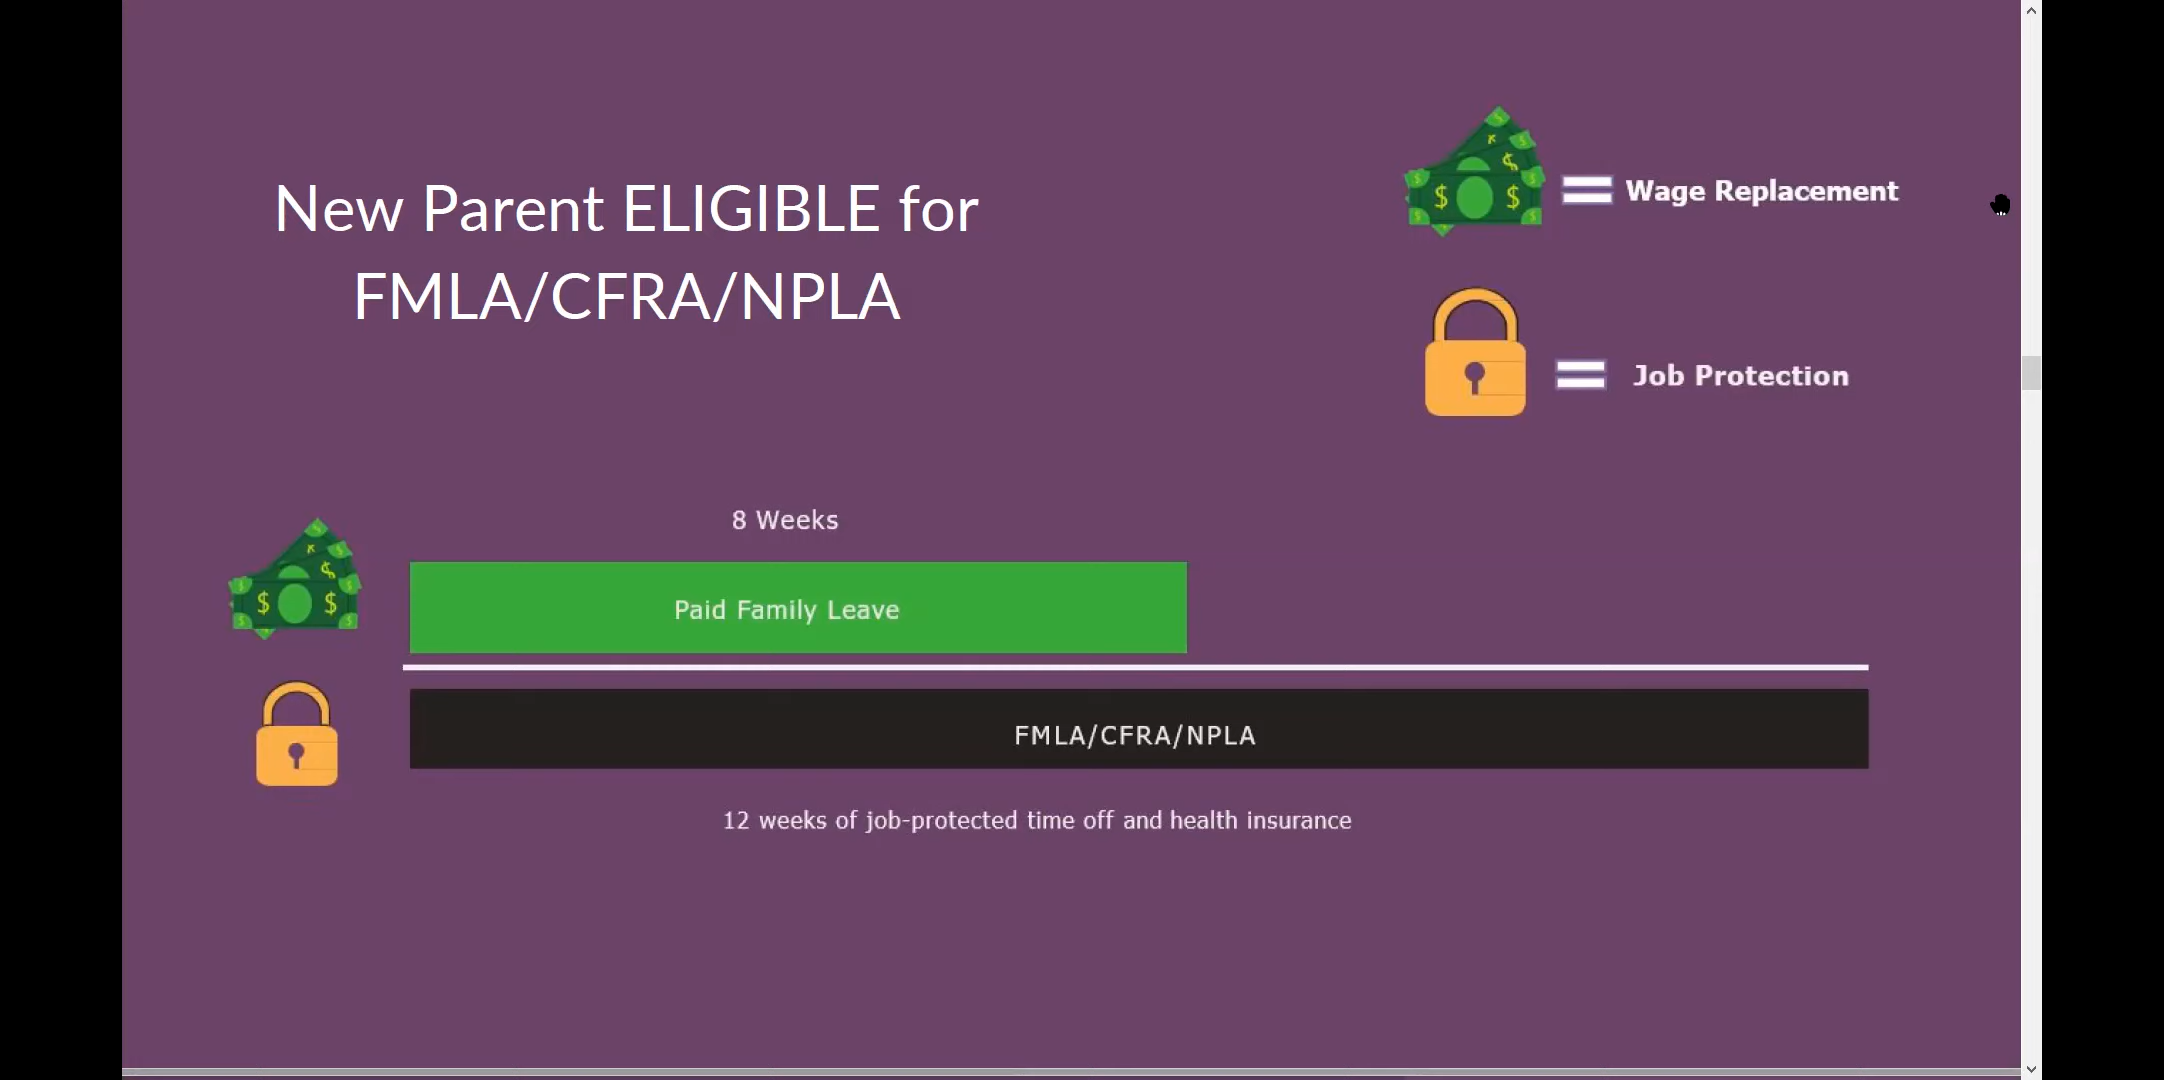 New Parent ELIGIBLE for
FMLA/CFRA/NPLA
Wage Replacement
Job Protection
8 Weeks
Paid Family Leave
FMLA/CFRA/NPLA
12 weeks of job-protected time off and health insurance